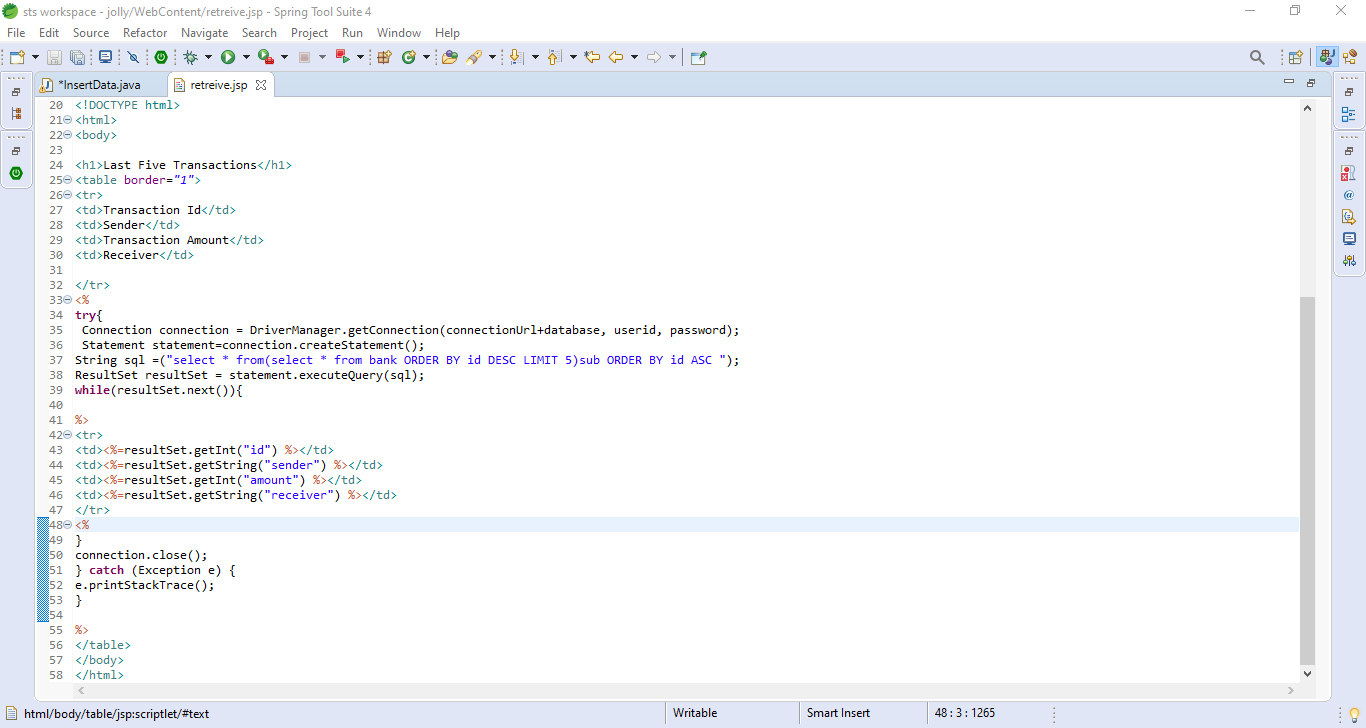 sts workspace - jolly/WebContent/retreive.jsp - Spring Tool Suite 4
File Edit Source Refactor Navigate Search Project Run Window Help
*InsertData.java retreive.jsp
20 <!DOCTYPE html>
21 <html>
22 <body>
23
24 <h1>Last Five Transactions</h1>
25 <table border="1">
26 <tr>
27 <td>Transaction Id</td>
28 <td>Sender</td>
29 <td>Transaction Amount</td>
30 <td>Receiver</td>
31
32 </tr>
33 <%
34 try{
35  Connection connection = DriverManager.getConnection(connectionUrl+database, userid, password);
36  Statement statement=connection.createStatement();
37 String sql =("select * from(select * from bank ORDER BY id DESC LIMIT 5)sub ORDER BY id ASC ");
38 ResultSet resultSet = statement.executeQuery(sql);
39 while(resultSet.next()){
40
41 %>
42 <tr>
43 <td><%=resultSet.getInt("id") %></td>
44 <td><%=resultSet.getString("sender") %></td>
45 <td><%=resultSet.getInt("amount") %></td>
46 <td><%=resultSet.getString("receiver") %></td>
47 </tr>
48 <%
49 }
50 connection.close();
51 } catch (Exception e) {
52 e.printStackTrace();
53 }
54
55 %>
56 </table>
57 </body>
58 </html>
html/body/table/jsp:scriptlet/#text Writable Smart Insert 48 : 3 : 1265